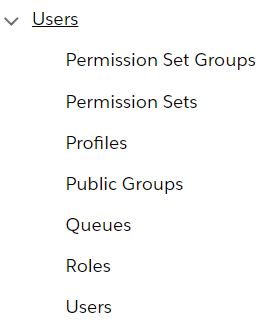 Users
Permission Set Groups
Permission Sets
Profiles
Public Groups
Queues
Roles
Users